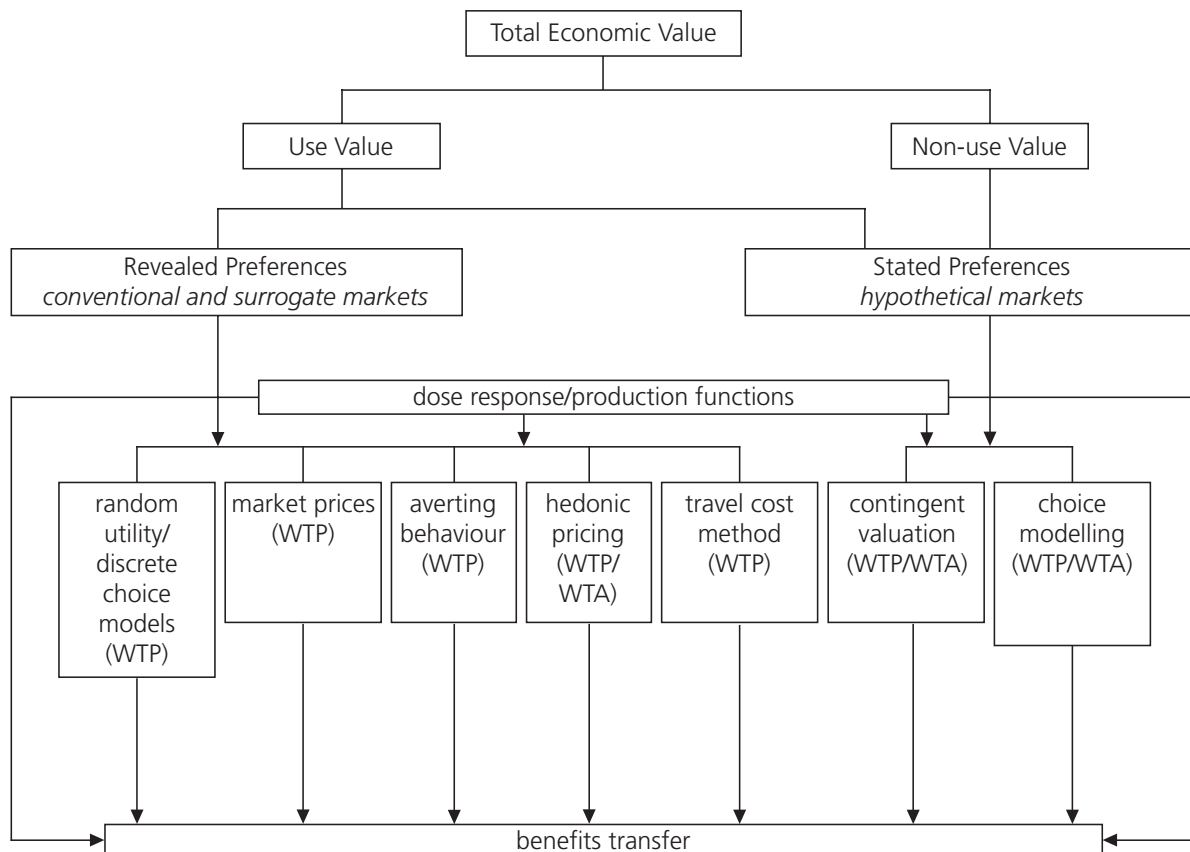 Total Economic Value
Use Value
Non-use Value
Revealed Preferences
conventional and surrogate markets
Stated Preferences
hypothetical markets
dose response/production functions
random
utility/
discrete
choice
models
(WTP)
market prices
(WTP)
averting
behaviour
(WTP)
hedonic
pricing
(WTP/
WTA)
travel cost
method
(WTP)
contingent
valuation
(WTP/WTA)
choice
modelling
(WTP/WTA)
benefits transfer